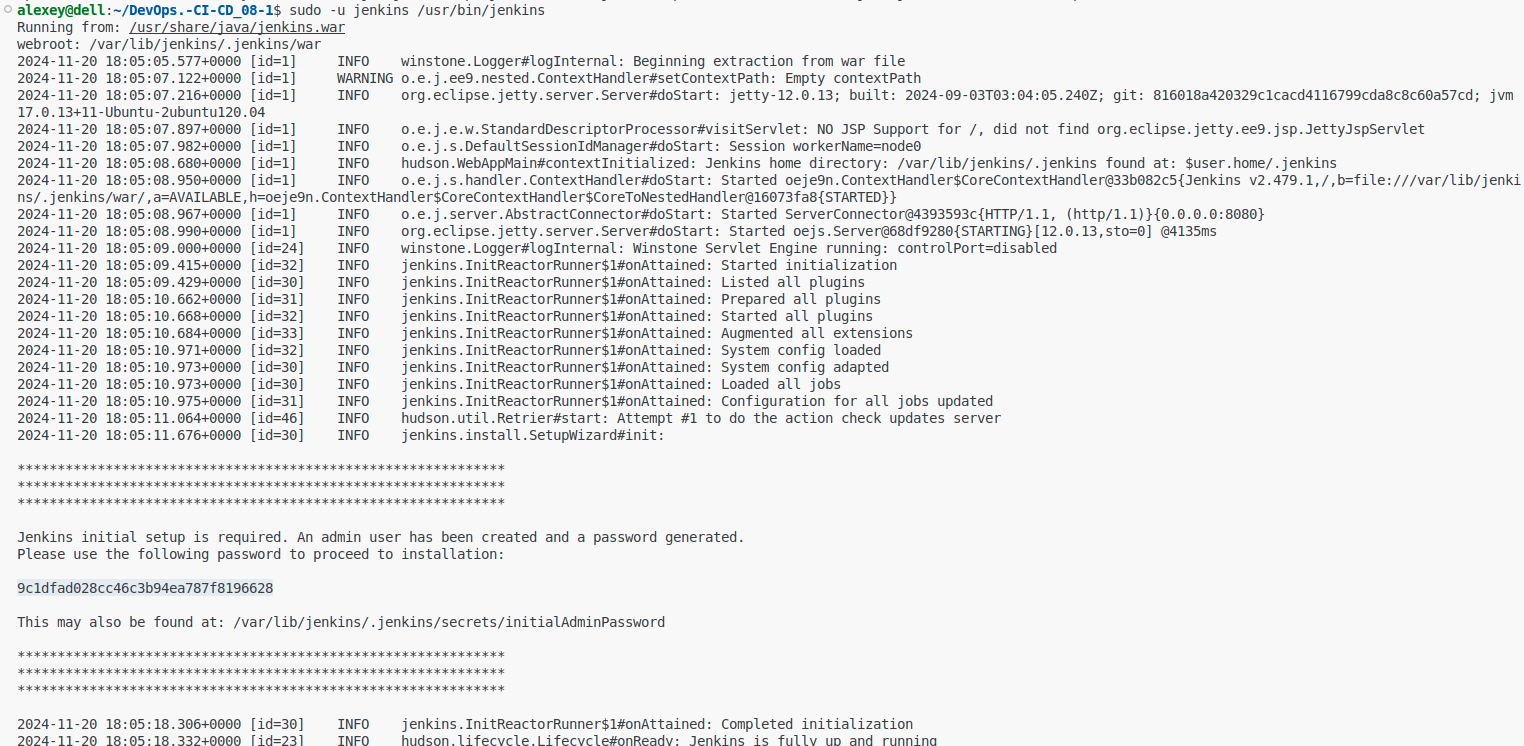 alexey@dell:~/DevOps.-CI-CD_08-1$ sudo -u jenkins /usr/bin/jenkins
Running from: /usr/share/java/jenkins.war
webroot: /var/lib/jenkins/.jenkins/war
2024-11-20 18:05:05.577+0000 [id=1]     INFO    winstone.Logger#logInternal: Beginning extraction from war file
2024-11-20 18:05:07.122+0000 [id=1]     WARNING o.e.j.ee9.nested.ContextHandler#setContextPath: Empty contextPath
2024-11-20 18:05:07.216+0000 [id=1]     INFO    org.eclipse.jetty.server.Server#doStart: jetty-12.0.13; built: 2024-09-03T03:04:05.240Z; git: 816018a420329c1cacd4116799cda8c8c60a57cd; jvm
17.0.13+11-Ubuntu-2ubuntu120.04
2024-11-20 18:05:07.897+0000 [id=1]     INFO    o.e.j.e.w.StandardDescriptorProcessor#visitServlet: NO JSP Support for /, did not find org.eclipse.jetty.ee9.jsp.JettyJspServlet
2024-11-20 18:05:07.982+0000 [id=1]     INFO    o.e.j.s.DefaultSessionIdManager#doStart: Session workerName=node0
2024-11-20 18:05:08.680+0000 [id=1]     INFO    hudson.WebAppMain#contextInitialized: Jenkins home directory: /var/lib/jenkins/.jenkins found at: $user.home/.jenkins
2024-11-20 18:05:08.950+0000 [id=1]     INFO    o.e.j.s.handler.ContextHandler#doStart: Started oeje9n.ContextHandler$CoreContextHandler@33b082c5{Jenkins v2.479.1,/,b=file:///var/lib/jenki
ns/.jenkins/war/,a=AVAILABLE,h=oeje9n.ContextHandler$CoreContextHandler$CoreToNestedHandler@16073fa8{STARTED}}
2024-11-20 18:05:08.967+0000 [id=1]     INFO    o.e.j.server.AbstractConnector#doStart: Started ServerConnector@4393593c{HTTP/1.1, (http/1.1)}{0.0.0.0:8080}
2024-11-20 18:05:08.990+0000 [id=1]     INFO    org.eclipse.jetty.server.Server#doStart: Started oejs.Server@68df9280{STARTING}[12.0.13,sto=0] @4135ms
2024-11-20 18:05:09.000+0000 [id=24]    INFO    winstone.Logger#logInternal: Winstone Servlet Engine running: controlPort=disabled
2024-11-20 18:05:09.415+0000 [id=32]    INFO    jenkins.InitReactorRunner$1#onAttained: Started initialization
2024-11-20 18:05:09.429+0000 [id=30]    INFO    jenkins.InitReactorRunner$1#onAttained: Listed all plugins
2024-11-20 18:05:10.662+0000 [id=31]    INFO    jenkins.InitReactorRunner$1#onAttained: Prepared all plugins
2024-11-20 18:05:10.668+0000 [id=32]    INFO    jenkins.InitReactorRunner$1#onAttained: Started all plugins
2024-11-20 18:05:10.684+0000 [id=33]    INFO    jenkins.InitReactorRunner$1#onAttained: Augmented all extensions
2024-11-20 18:05:10.971+0000 [id=32]    INFO    jenkins.InitReactorRunner$1#onAttained: System config loaded
2024-11-20 18:05:10.973+0000 [id=30]    INFO    jenkins.InitReactorRunner$1#onAttained: System config adapted
2024-11-20 18:05:10.973+0000 [id=30]    INFO    jenkins.InitReactorRunner$1#onAttained: Loaded all jobs
2024-11-20 18:05:10.975+0000 [id=31]    INFO    jenkins.InitReactorRunner$1#onAttained: Configuration for all jobs updated
2024-11-20 18:05:11.064+0000 [id=46]    INFO    hudson.util.Retrier#start: Attempt #1 to do the action check updates server
2024-11-20 18:05:11.676+0000 [id=30]    INFO    jenkins.install.SetupWizard#init:
*************************************************************
*************************************************************
*************************************************************
Jenkins initial setup is required. An admin user has been created and a password generated.
Please use the following password to proceed to installation:
9c1dfad028cc46c3b94ea787f8196628
This may also be found at: /var/lib/jenkins/.jenkins/secrets/initialAdminPassword
*************************************************************
*************************************************************
*************************************************************
2024-11-20 18:05:18.306+0000 [id=30]    INFO    jenkins.InitReactorRunner$1#onAttained: Completed initialization
2024-11-20 18:05:18.332+0000 [id=23]    INFO    hudson.lifecycle.Lifecycle#onReady: Jenkins is fully up and running